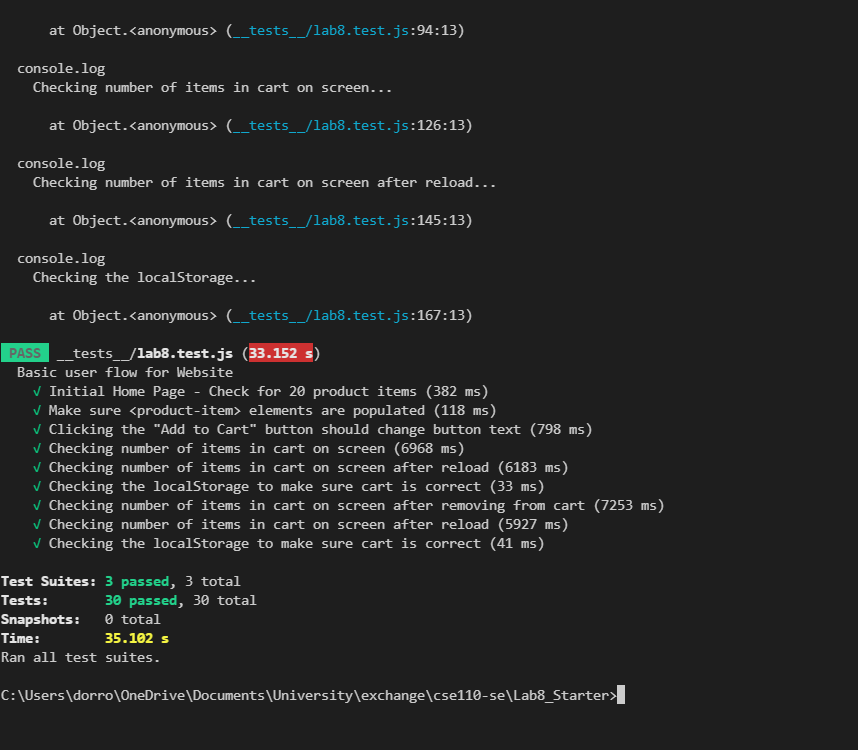 at Object.<anonymous> (__tests__/lab8.test.js:94:13)
console.log
Checking number of items in cart on screen...
at Object.<anonymous> (__tests__/lab8.test.js:126:13)
console.log
Checking number of items in cart on screen after reload...
at Object.<anonymous> (__tests__/lab8.test.js:145:13)
console.log
Checking the localStorage...
at Object.<anonymous> (__tests__/lab8.test.js:167:13)
PASS __tests__/lab8.test.js (33.152 s)
Basic user flow for Website
√ Initial Home Page - Check for 20 product items (382 ms)
√ Make sure <product-item> elements are populated (118 ms)
√ Clicking the "Add to Cart" button should change button text (798 ms)
√ Checking number of items in cart on screen (6968 ms)
√ Checking number of items in cart on screen after reload (6183 ms)
√ Checking the localStorage to make sure cart is correct (33 ms)
√ Checking number of items in cart on screen after removing from cart (7253 ms)
√ Checking number of items in cart on screen after reload (5927 ms)
√ Checking the localStorage to make sure cart is correct (41 ms)
Test Suites: 3 passed, 3 total
Tests: 30 passed, 30 total
Snapshots: 0 total
Time: 35.102 s
Ran all test suites.
C:\Users\dorro\OneDrive\Documents\University\exchange\cse110-se\Lab8_Starter>